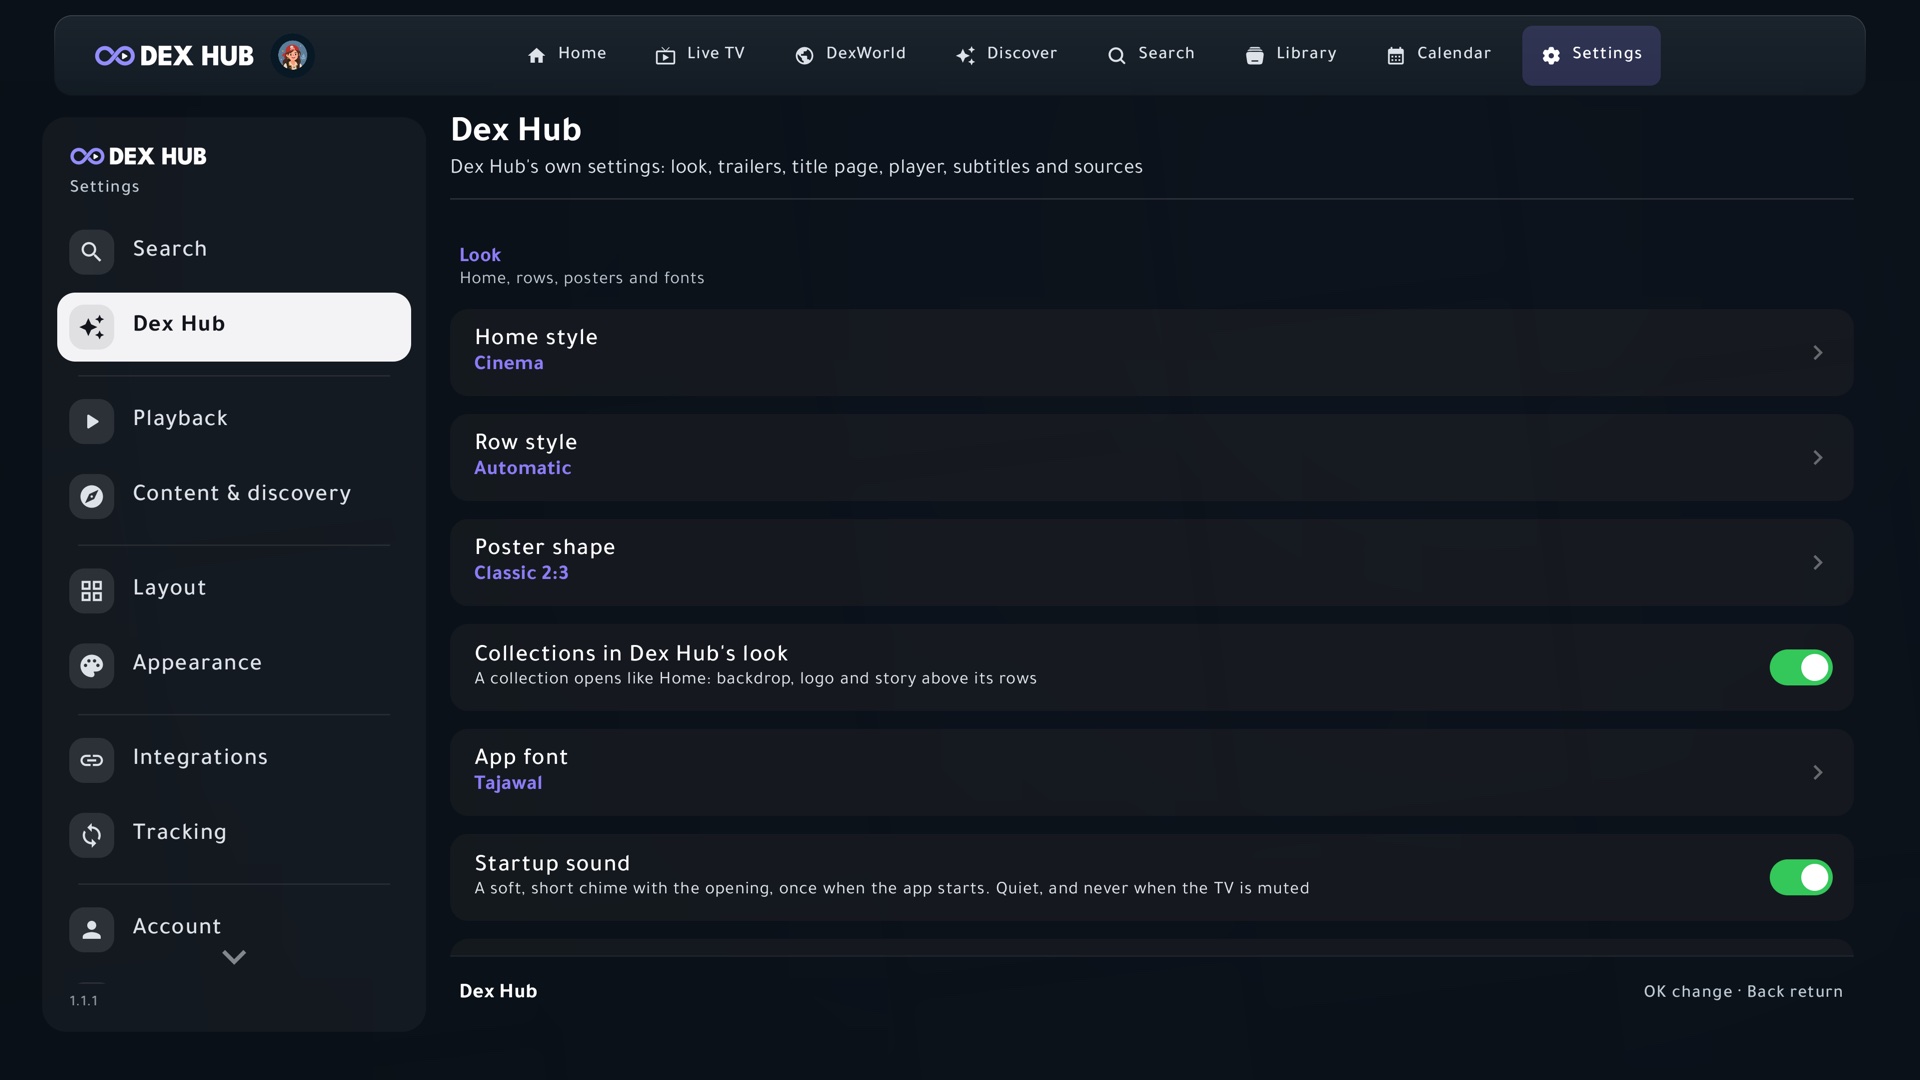 DEX HUB
Home
Live TV
DexWorld
Discover
Search
Library
Calendar
Settings
DEX HUB
Settings
Search
Dex Hub
Playback
Content & discovery
Layout
Appearance
Integrations
Tracking
Account
1.1.1
Dex Hub
Dex Hub's own settings: look, trailers, title page, player, subtitles and sources
Look
Home, rows, posters and fonts
Home style
Cinema
Row style
Automatic
Poster shape
Classic 2:3
Collections in Dex Hub's look
A collection opens like Home: backdrop, logo and story above its rows
App font
Tajawal
Startup sound
A soft, short chime with the opening, once when the app starts. Quiet, and never when the TV is muted
Dex Hub
OK change · Back return